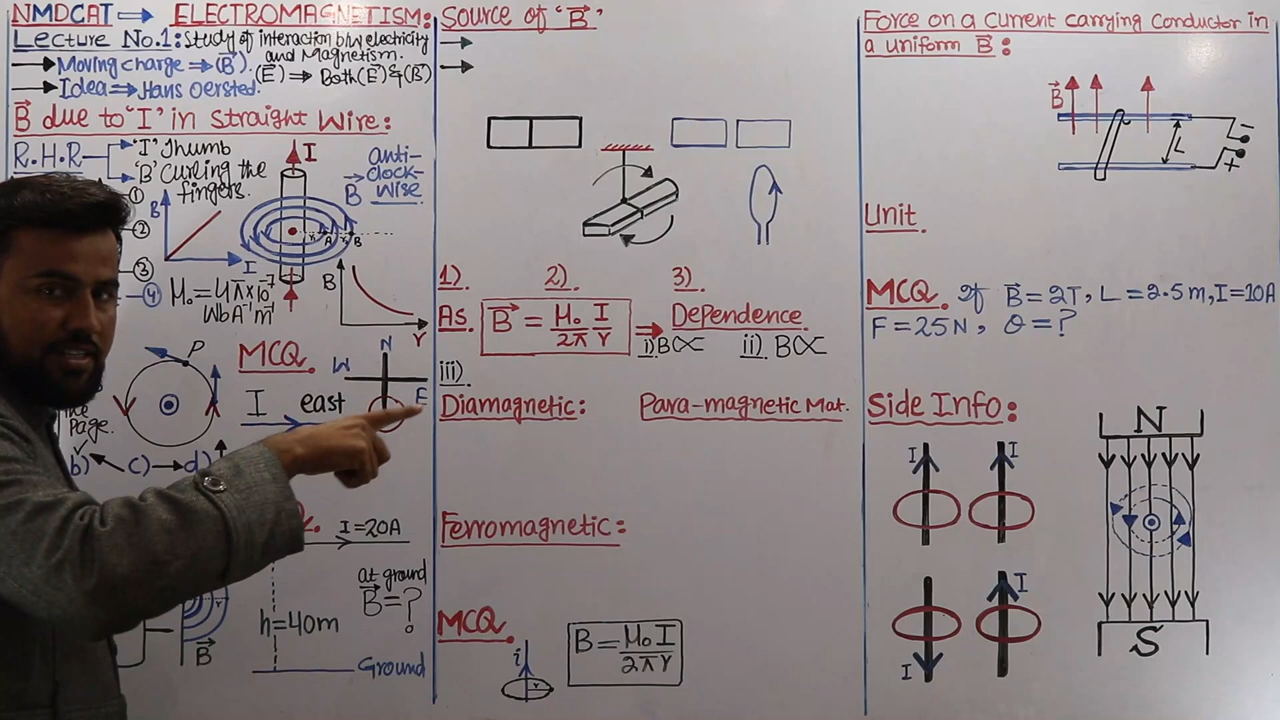 NMDCAT → ELECTROMAGNETISM:
Lecture No.1: Study of interaction b/w electricity
and Magnetism.
→ Moving charge ⇒ (B⃗).
(E⃗) ⇒ Both (E⃗) & (B⃗)
→ Idea ⇒ Hans Oersted.
B⃗ due to "I" in Straight Wire:
R.H.R
"I" Thumb
"B" Curling the
fingers.
I
anti-
clock-
wise
B⃗
①
②
③
④
B
I
r
A
r
B
μ₀ = 4π×10⁻⁷
WbA⁻¹m⁻¹
B
r
P
the
Page.
MCQ.
I east
N
W
E
b)
c) →
d) ↑
I=20A
at ground
B⃗=?
h=40m
B⃗
Ground
Source of "B⃗"
→
→
1).
2).
3).
As.
B⃗ = μ₀/2π I/r ⇒
Dependence
i) B∝
ii) B∝
iii)
Diamagnetic:
Para-magnetic Mat.
Ferromagnetic:
MCQ.
i
r
B = μ₀ I/2πr
Force on a current carrying conductor in
a uniform B⃗:
B⃗
L
−
+
Unit
MCQ. If B⃗ = 2T, L = 2.5m, I=10A
F = 25N, θ = ?
Side Info:
I
I
I
I
N
S